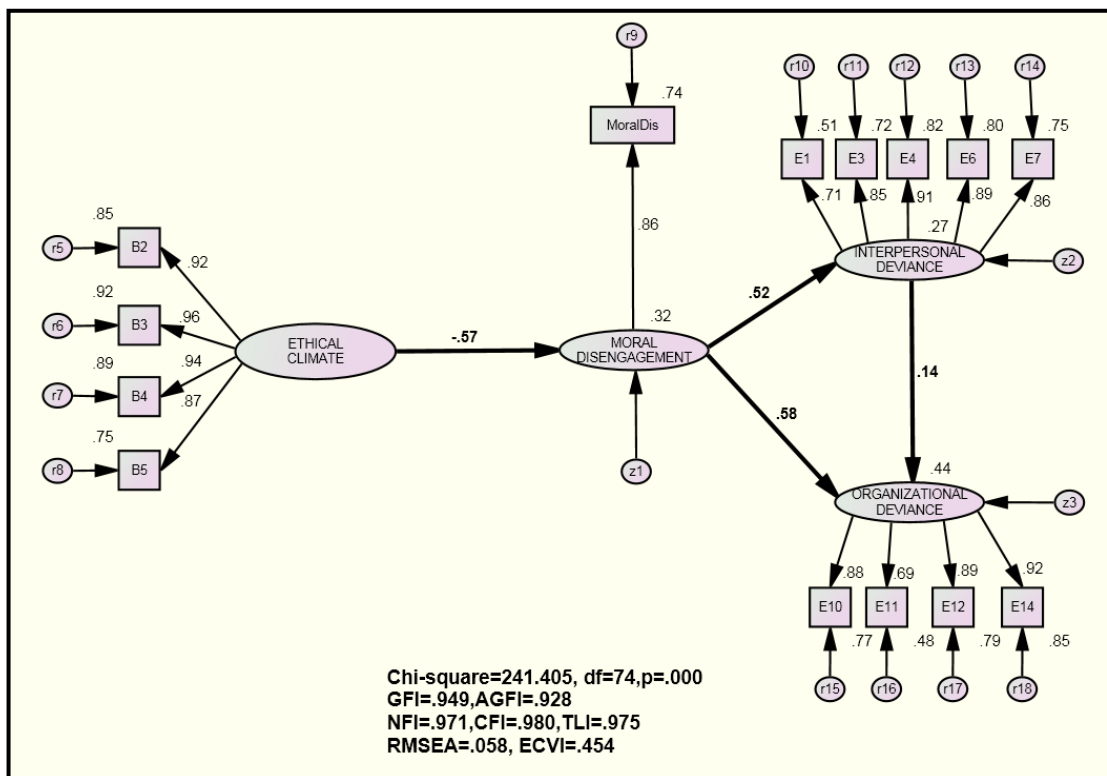 r9
.74
MoralDis
.86
r10
r11
r12
r13
r14
.51
.72
.82
.80
.75
E1
E3
E4
E6
E7
.71
.85
.91
.89
.86
.27
INTERPERSONAL
DEVIANCE
z2
.85
r5
B2
.92
.92
r6
B3
.96
.89
r7
B4
.94
.75
r8
B5
.87
ETHICAL
CLIMATE
-.57
.32
MORAL
DISENGAGEMENT
z1
.52
.58
.14
.44
ORGANIZATIONAL
DEVIANCE
z3
.88
.69
.89
.92
E10
E11
E12
E14
.77
.48
.79
.85
r15
r16
r17
r18
Chi-square=241.405, df=74,p=.000
GFI=.949,AGFI=.928
NFI=.971,CFI=.980,TLI=.975
RMSEA=.058, ECVI=.454